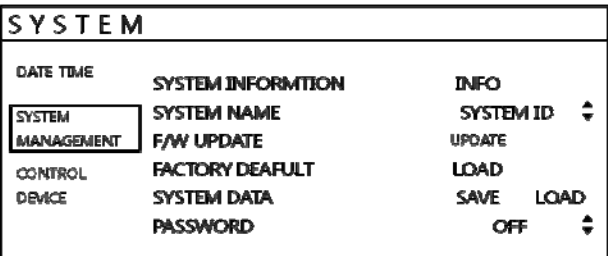 SYSTEM
DATE TIME
SYSTEM INFORMTION INFO
SYSTEM NAME SYSTEM ID
SYSTEM
MANAGEMENT
F/W UPDATE UPDATE
FACTORY DEAFULT LOAD
CONTROL
DEVICE
SYSTEM DATA SAVE LOAD
PASSWORD OFF